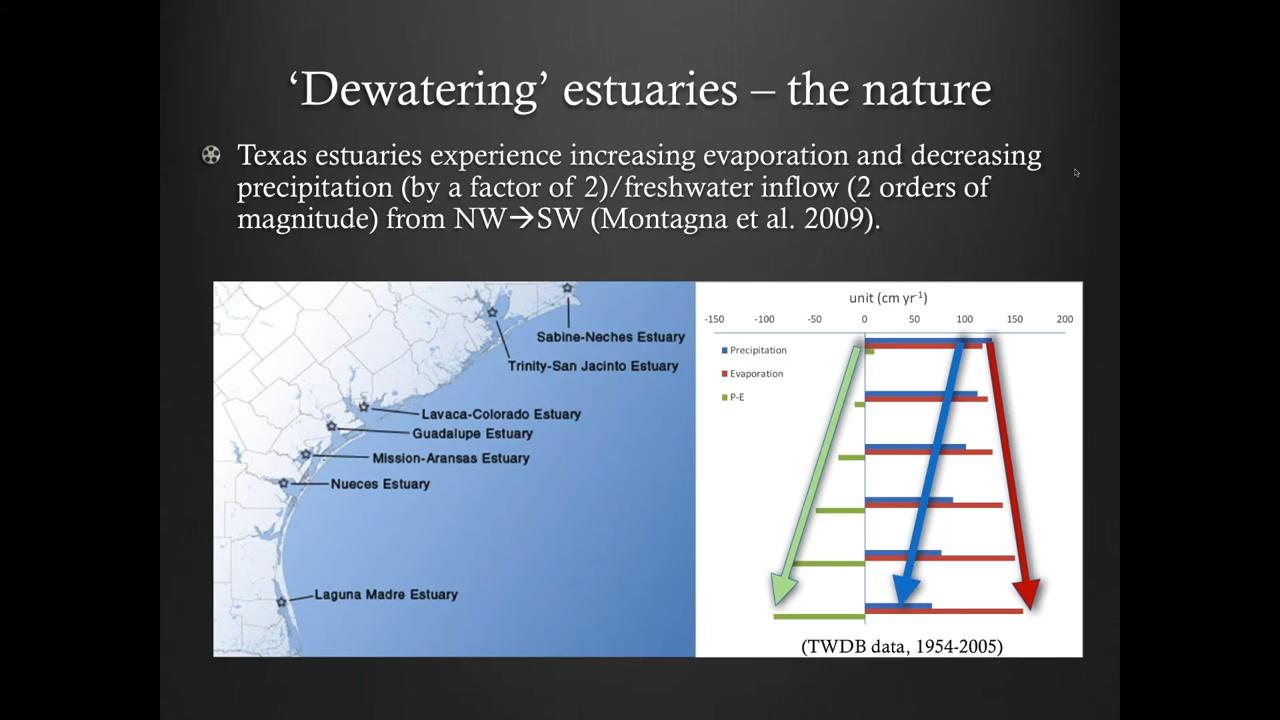 ‘Dewatering’ estuaries – the nature
Texas estuaries experience increasing evaporation and decreasing
precipitation (by a factor of 2)/freshwater inflow (2 orders of
magnitude) from NW→SW (Montagna et al. 2009).
Sabine-Neches Estuary
Trinity-San Jacinto Estuary
Lavaca-Colorado Estuary
Guadalupe Estuary
Mission-Aransas Estuary
Nueces Estuary
Laguna Madre Estuary
unit (cm yr⁻¹)
-150 -100 -50 0 50 100 150 200
Precipitation
Evaporation
P-E
(TWDB data, 1954-2005)